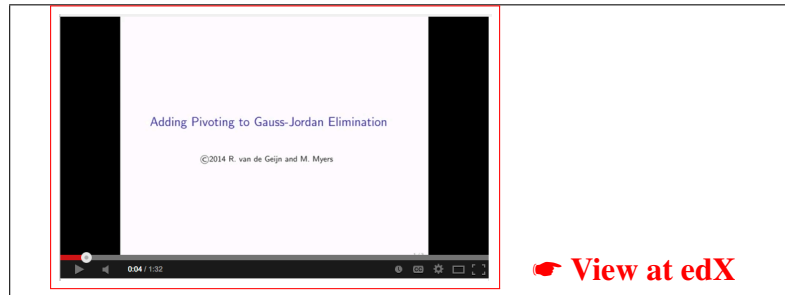 Adding Pivoting to Gauss-Jordan Elimination
©2014 R. van de Geijn and M. Myers
0:04 / 1:32
CC
☛ View at edX